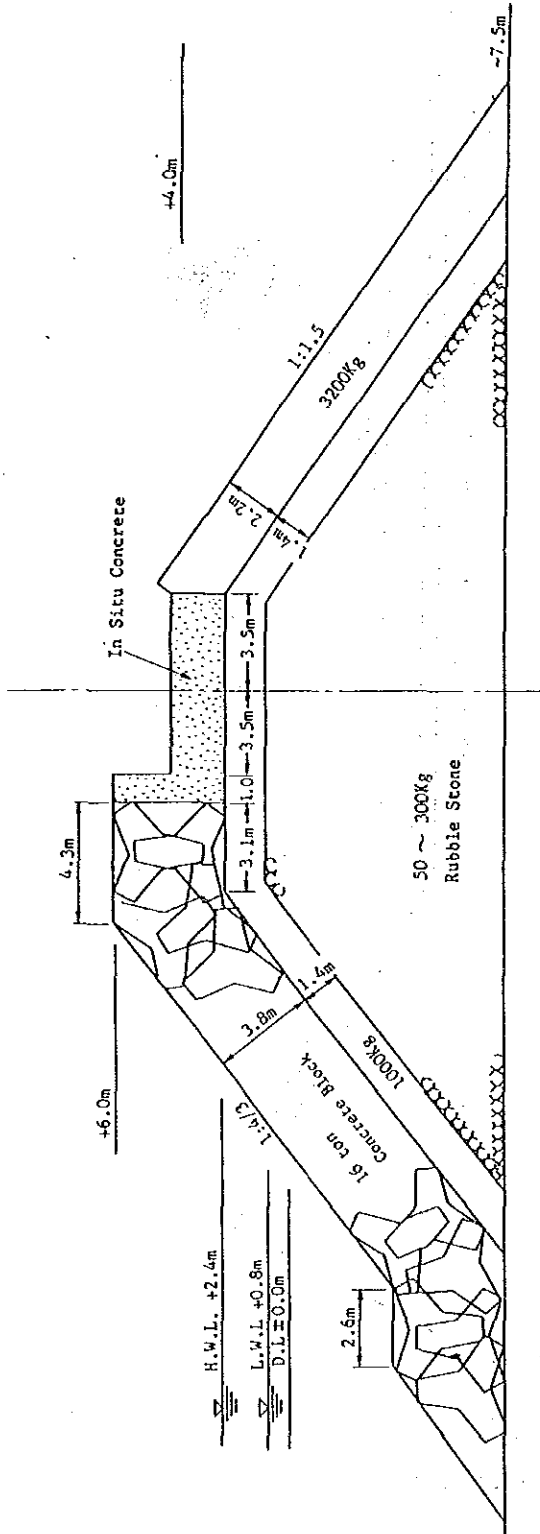 +4.0m
-7.5m
1:1.5
3200Kg
2.2m
1.4m
In Situ Concrete
3.5m
3.5m
1.0
3.1m
4.3m
50 ~ 300Kg
Rubble Stone
+6.0m
3.8m
1.4m
1:4/3
16 ton
Concrete Block
1000Kg
H.W.L. +2.4m
L.W.L +0.8m
D.L±0.0m
2.6m